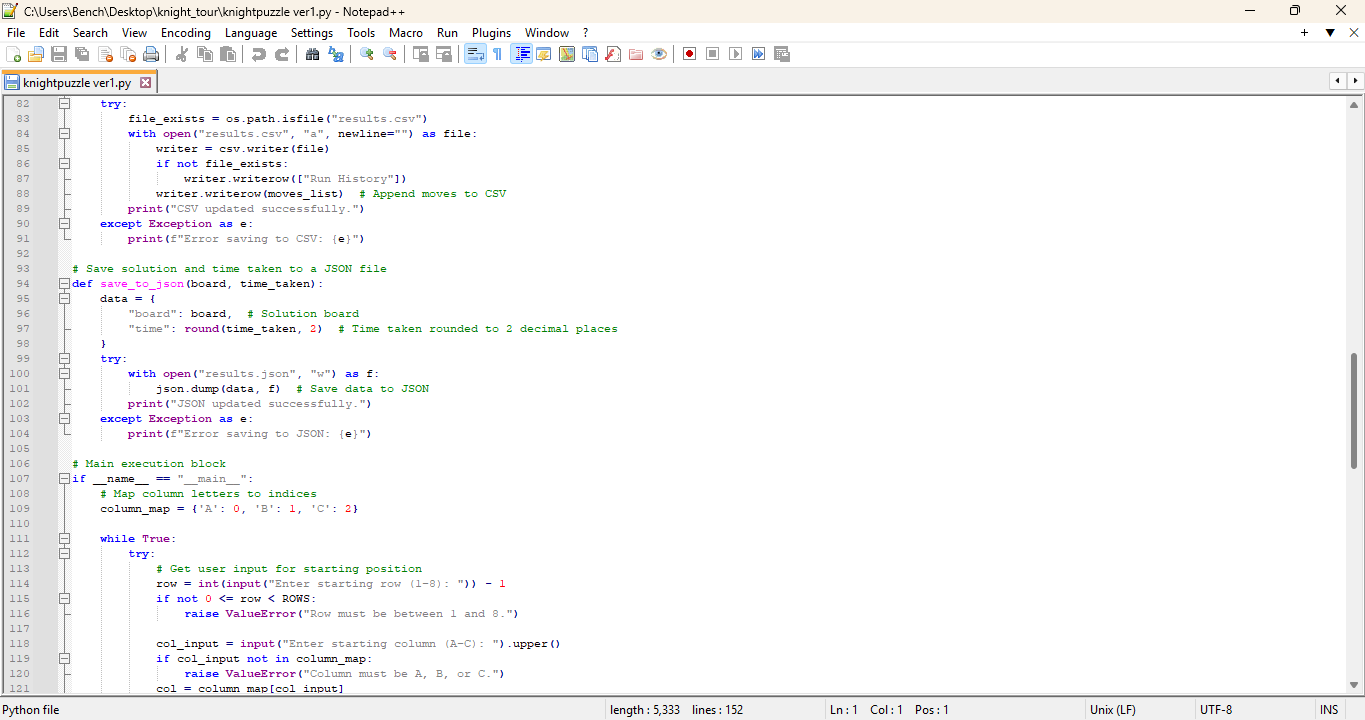 C:\Users\Bench\Desktop\knight_tour\knightpuzzle ver1.py - Notepad++
File Edit Search View Encoding Language Settings Tools Macro Run Plugins Window ?
knightpuzzle ver1.py
82 try:
83 file_exists = os.path.isfile("results.csv")
84 with open("results.csv", "a", newline="") as file:
85 writer = csv.writer(file)
86 if not file_exists:
87 writer.writerow(["Run History"])
88 writer.writerow(moves_list) # Append moves to CSV
89 print("CSV updated successfully.")
90 except Exception as e:
91 print(f"Error saving to CSV: {e}")
92
93 # Save solution and time taken to a JSON file
94 def save_to_json(board, time_taken):
95 data = {
96 "board": board, # Solution board
97 "time": round(time_taken, 2) # Time taken rounded to 2 decimal places
98 }
99 try:
100 with open("results.json", "w") as f:
101 json.dump(data, f) # Save data to JSON
102 print("JSON updated successfully.")
103 except Exception as e:
104 print(f"Error saving to JSON: {e}")
105
106 # Main execution block
107 if __name__ == "__main__":
108 # Map column letters to indices
109 column_map = {'A': 0, 'B': 1, 'C': 2}
110
111 while True:
112 try:
113 # Get user input for starting position
114 row = int(input("Enter starting row (1-8): ")) - 1
115 if not 0 <= row < ROWS:
116 raise ValueError("Row must be between 1 and 8.")
117
118 col_input = input("Enter starting column (A-C): ").upper()
119 if col_input not in column_map:
120 raise ValueError("Column must be A, B, or C.")
121 col = column_map[col_input]
Python file length : 5,333 lines : 152 Ln : 1 Col : 1 Pos : 1 Unix (LF) UTF-8 INS